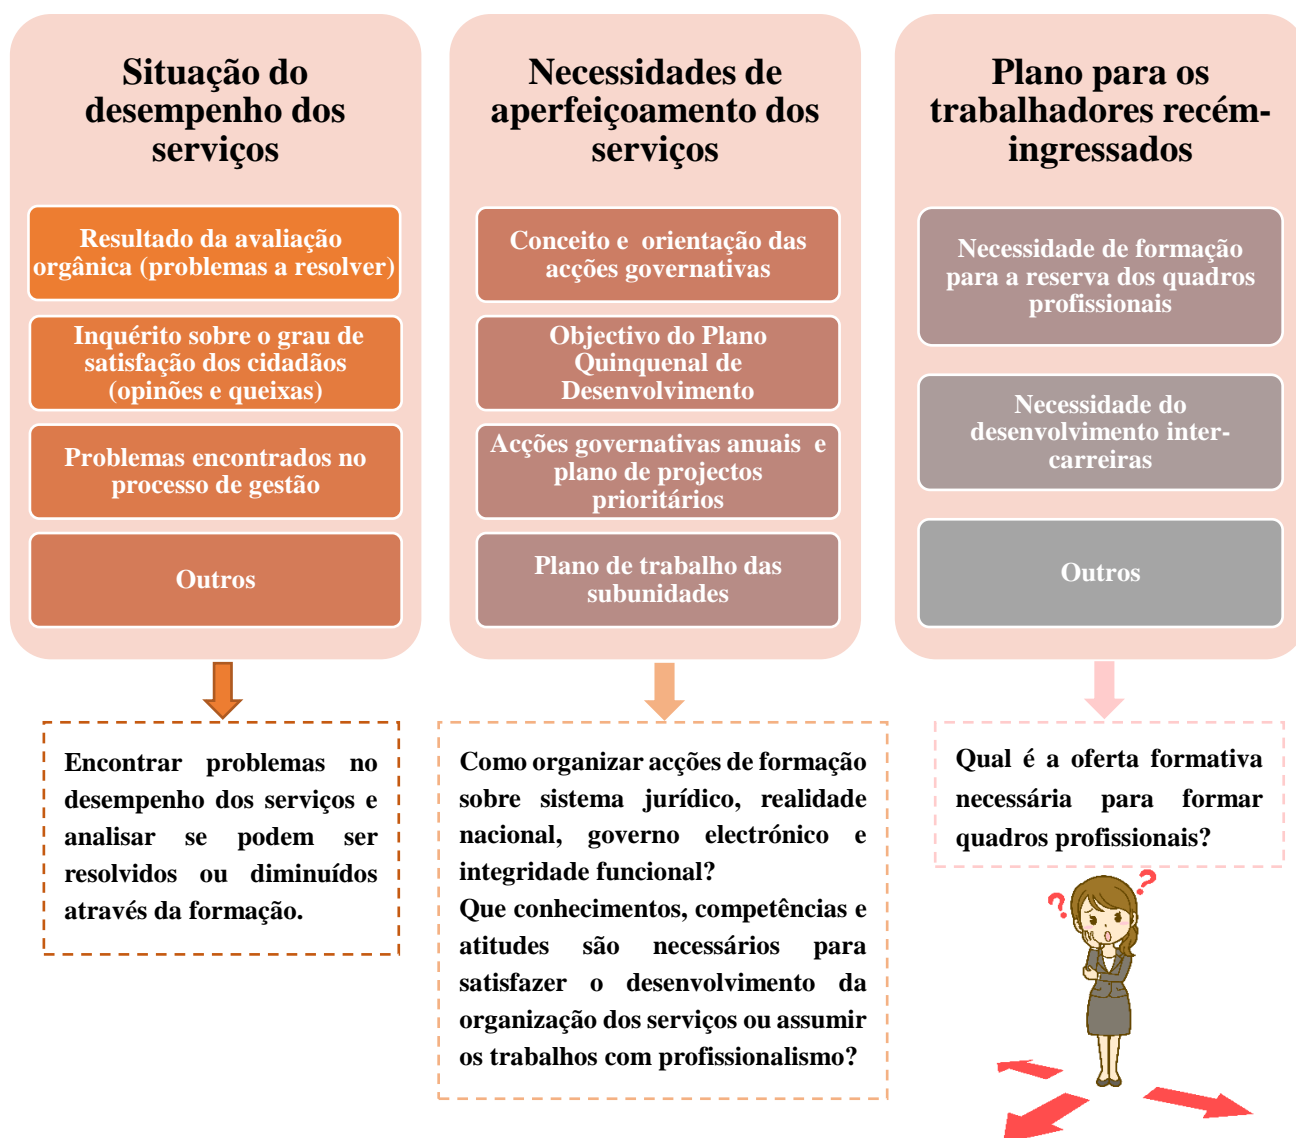 Situação do
desempenho dos
serviços
Resultado da avaliação
orgânica (problemas a resolver)
Inquérito sobre o grau de
satisfação dos cidadãos
(opinões e queixas)
Problemas encontrados no
processo de gestão
Outros
Encontrar problemas no
desempenho dos serviços e
analisar se podem ser
resolvidos ou diminuídos
através da formação.
Necessidades de
aperfeiçoamento dos
serviços
Conceito e orientação das
acções governativas
Objectivo do Plano
Quinquenal de
Desenvolvimento
Acções governativas anuais e
plano de projectos
prioritários
Plano de trabalho das
subunidades
Como organizar acções de formação
sobre sistema jurídico, realidade
nacional, governo electrónico e
integridade funcional?
Que conhecimentos, competências e
atitudes são necessários para
satisfazer o desenvolvimento da
organização dos serviços ou assumir
os trabalhos com profissionalismo?
Plano para os
trabalhadores recém-
ingressados
Necessidade de formação
para a reserva dos quadros
profissionais
Necessidade do
desenvolvimento inter-
carreiras
Outros
Qual é a oferta formativa
necessária para formar
quadros profissionais?
? ?